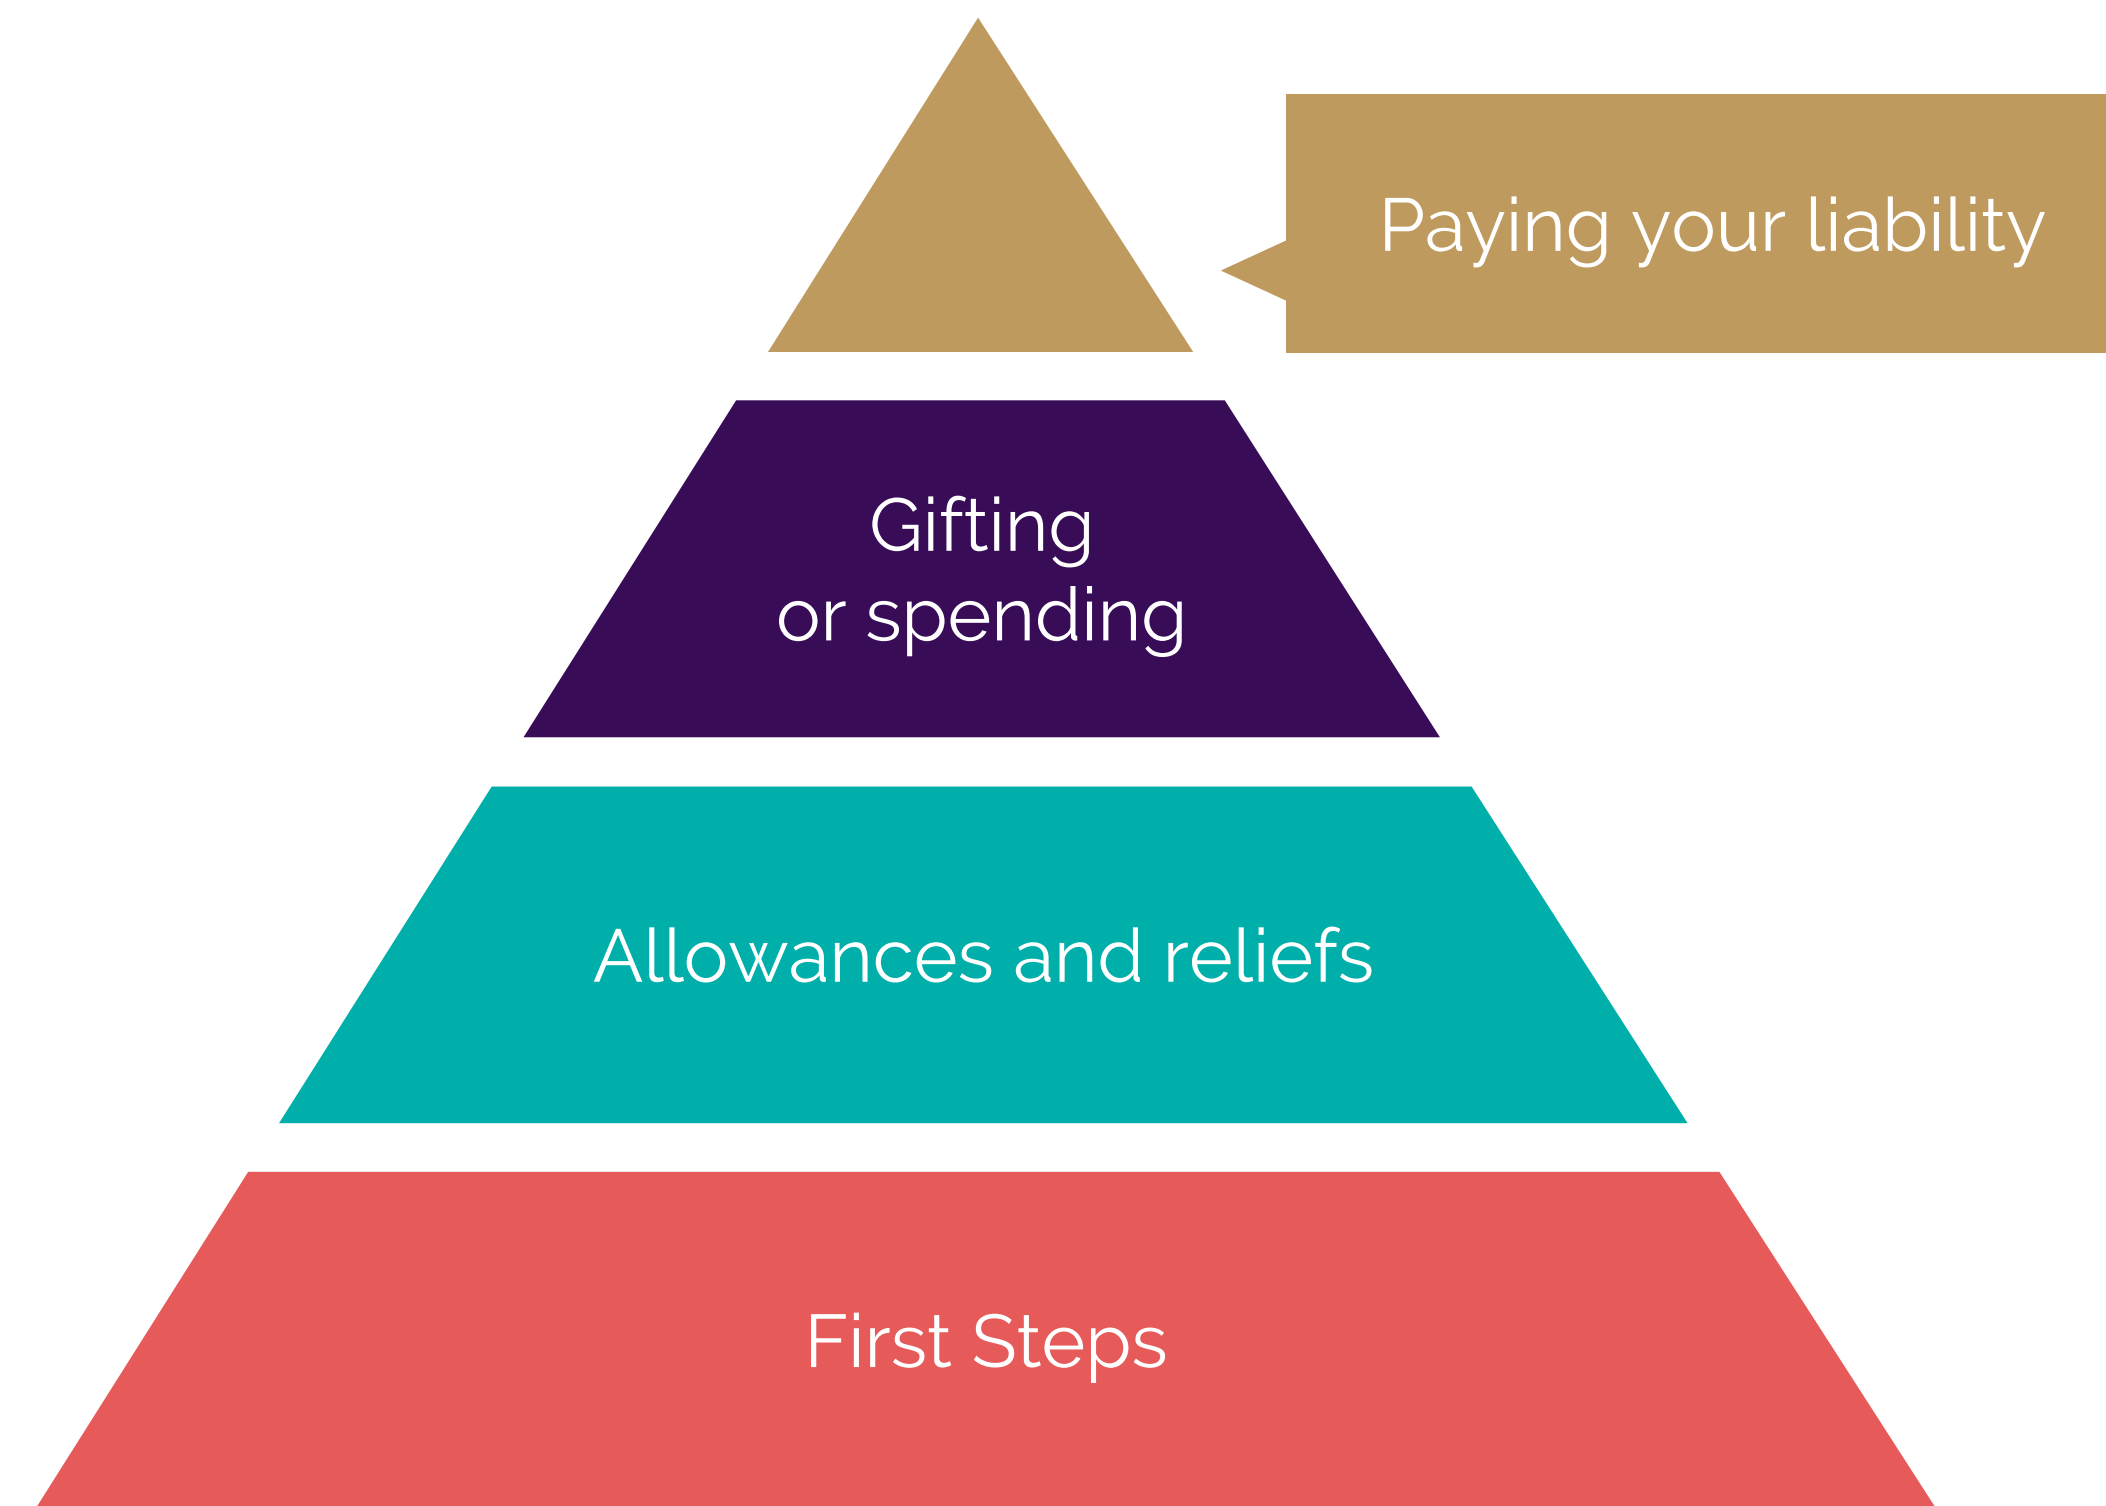 Paying your liability
Gifting
or spending
Allowances and reliefs
First Steps